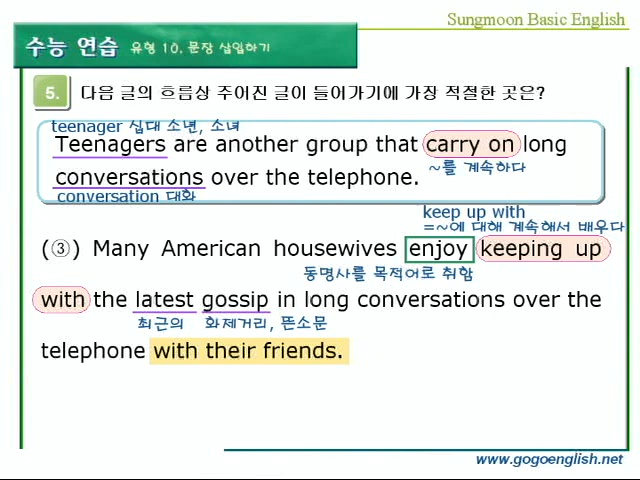 Sungmoon Basic English
수능 연습 유형 10. 문장 삽입하기
5. 다음 글의 흐름상 주어진 글이 들어가기에 가장 적절한 곳은?
teenager 십대 소년, 소녀
Teenagers are another group that carry on long
~를 계속하다
conversations over the telephone.
conversation 대화
keep up with
=~에 대해 계속해서 배우다
(③) Many American housewives enjoy keeping up
동명사를 목적어로 취함
with the latest gossip in long conversations over the
최근의 화제거리, 뜬소문
telephone with their friends.
www.gogoenglish.net